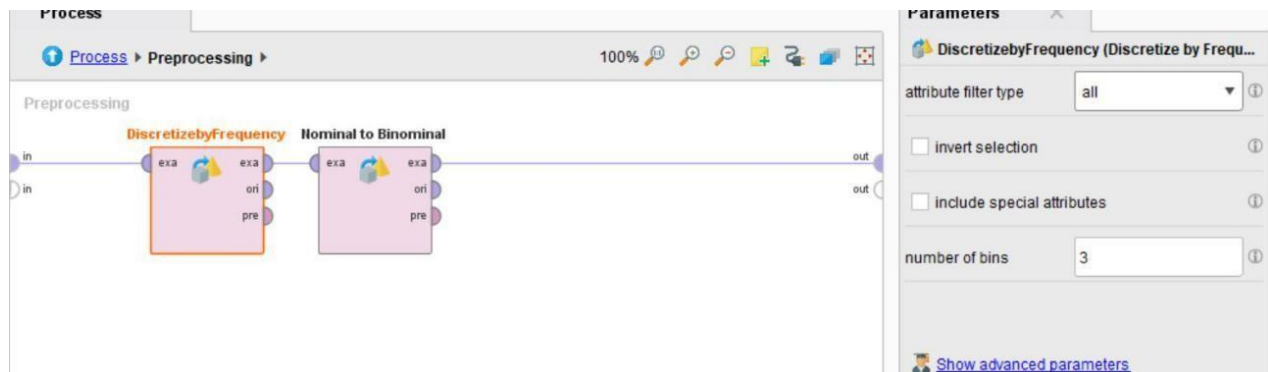 Process
Process ▸ Preprocessing ▸
100%
Preprocessing
DiscretizebyFrequency
Nominal to Binominal
in
exa
exa
exa
exa
out
in
ori
ori
out
pre
pre
Parameters
DiscretizebyFrequency (Discretize by Frequ...
attribute filter type
all
invert selection
include special attributes
number of bins
3
Show advanced parameters